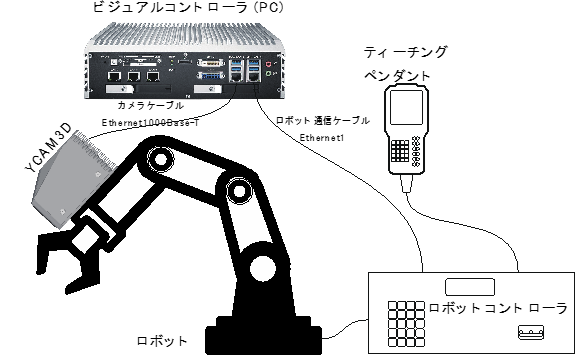 ビジュアルコントローラ(PC)
ティーチング
ペンダント
カメラケーブル
Ethernet1000Base-T
ロボット通信ケーブル
Ethernet1
YCAM3D
ロボットコントローラ
ロボット